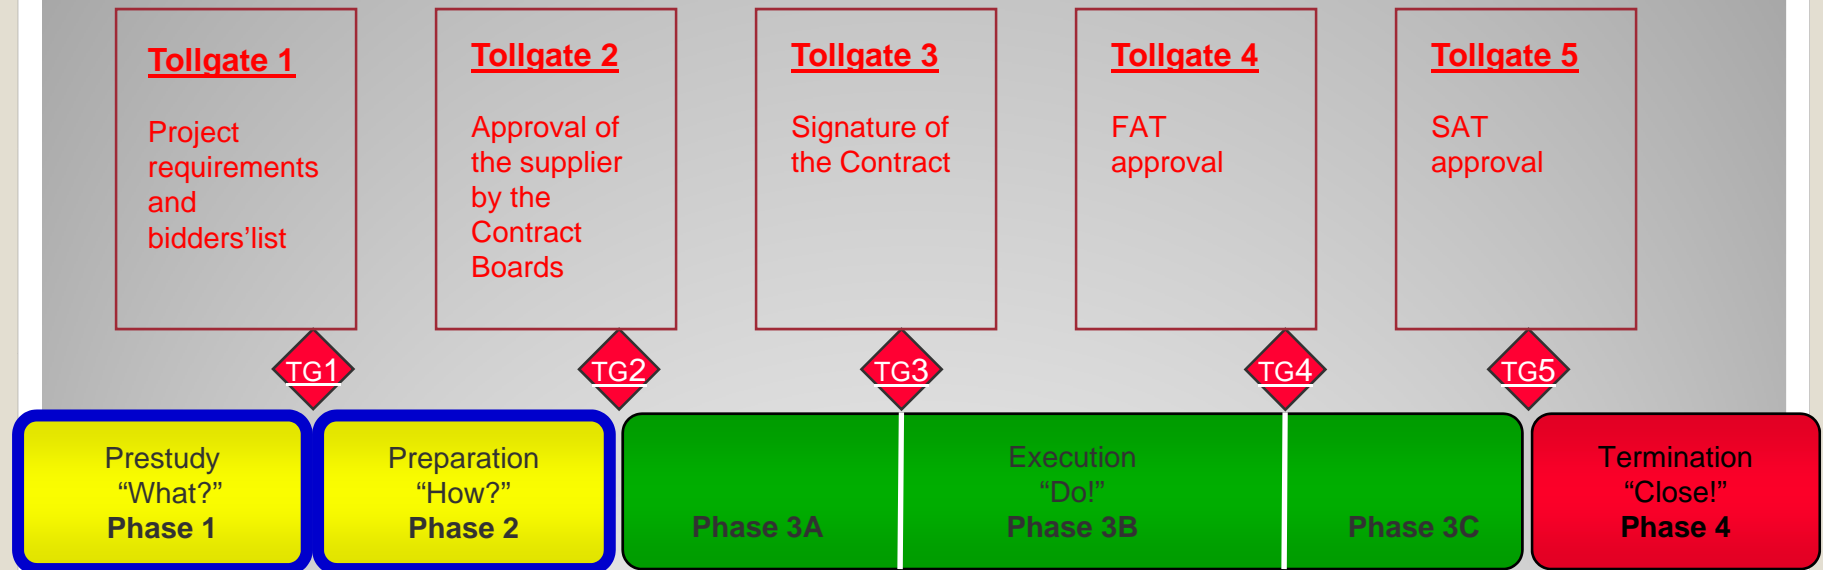 Tollgate 1
Project
requirements
and
bidders'list
Tollgate 2
Approval of
the supplier
by the
Contract
Boards
Tollgate 3
Signature of
the Contract
Tollgate 4
FAT
approval
Tollgate 5
SAT
approval
TG1
TG2
TG3
TG4
TG5
Prestudy
“What?”
Phase 1
Preparation
“How?”
Phase 2
Phase 3A
Execution
“Do!”
Phase 3B
Phase 3C
Termination
“Close!”
Phase 4